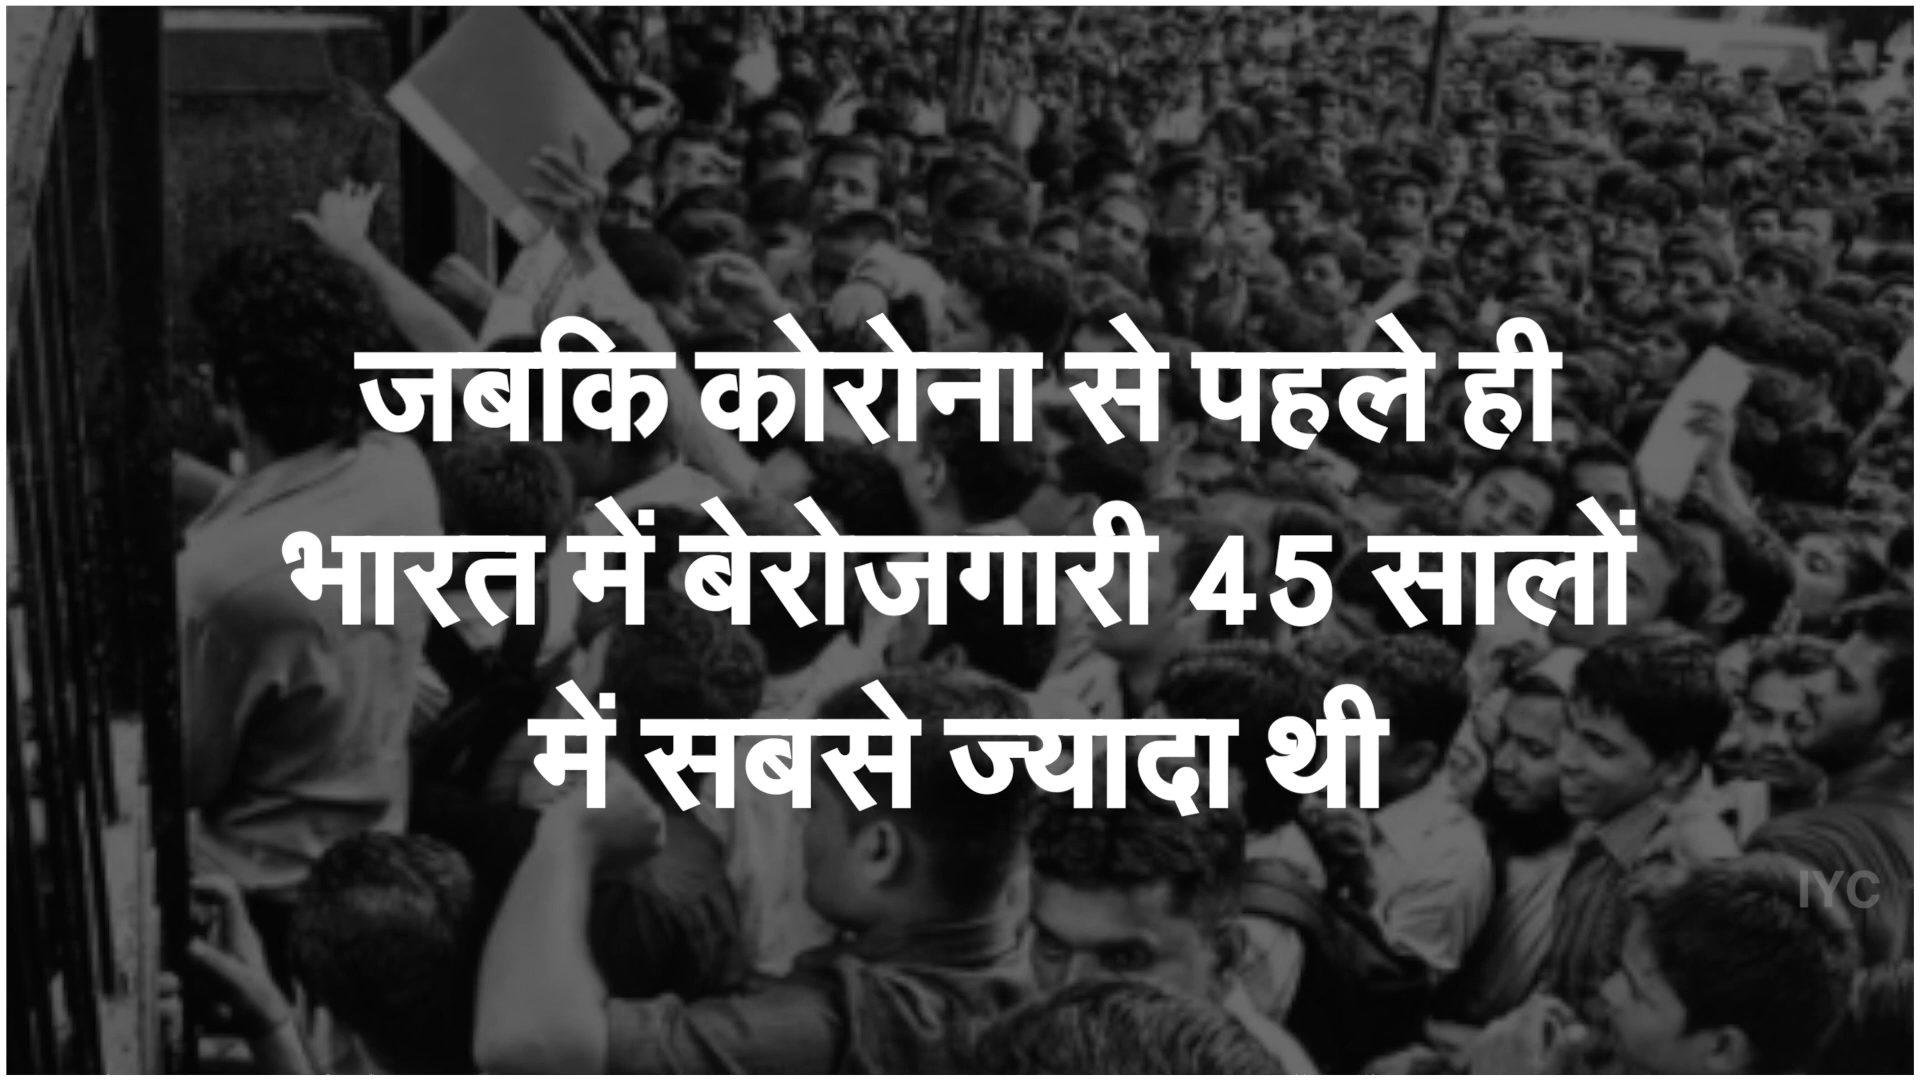 जबकि कोरोना से पहले ही
भारत में बेरोजगारी 45 सालों
में सबसे ज्यादा थी
IYC